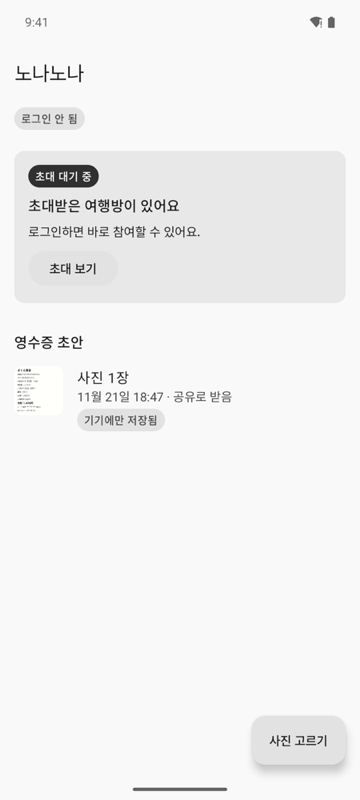 9:41
노나노나
로그인 안 됨
초대 대기 중
초대받은 여행방이 있어요
로그인하면 바로 참여할 수 있어요.
초대 보기
영수증 초안
사진 1장
11월 21일 18:47 · 공유로 받음
기기에만 저장됨
사진 고르기